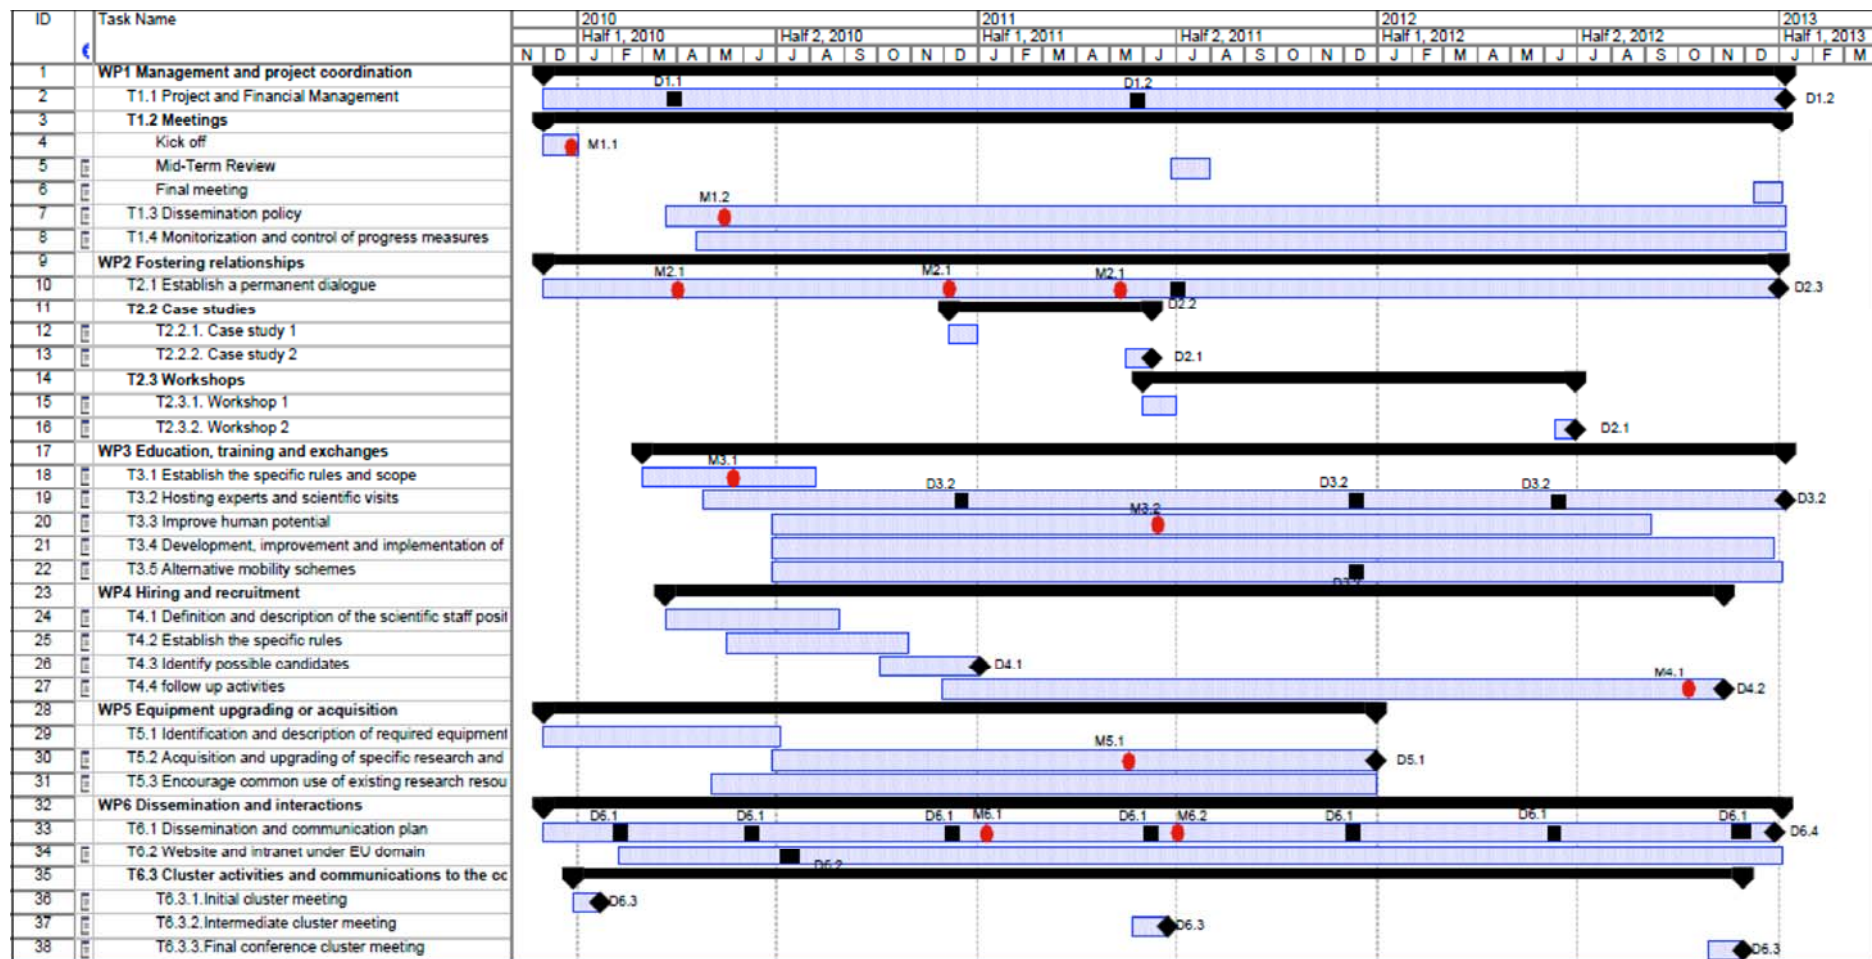 ID Task Name 2010 2011 2012 2013
Half 1, 2010 Half 2, 2010 Half 1, 2011 Half 2, 2011 Half 1, 2012 Half 2, 2012 Half 1, 2013
N D J F M A M J J A S O N D J F M A M J J A S O N D J F M A M J J A S O N D J F M
1 WP1 Management and project coordination
D1.1 D1.2
2 T1.1 Project and Financial Management D1.2
3 T1.2 Meetings
4 Kick off M1.1
5 Mid-Term Review
6 Final meeting
M1.2
7 T1.3 Dissemination policy
8 T1.4 Monitorization and control of progress measures
9 WP2 Fostering relationships
M2.1 M2.1 M2.1
10 T2.1 Establish a permanent dialogue D2.3
11 T2.2 Case studies D2.2
12 T2.2.1. Case study 1
13 T2.2.2. Case study 2 D2.1
14 T2.3 Workshops
15 T2.3.1. Workshop 1
16 T2.3.2. Workshop 2 D2.1
17 WP3 Education, training and exchanges
M3.1
18 T3.1 Establish the specific rules and scope
D3.2 D3.2 D3.2
19 T3.2 Hosting experts and scientific visits D3.2
M3.2
20 T3.3 Improve human potential
21 T3.4 Development, improvement and implementation of
22 T3.5 Alternative mobility schemes
23 WP4 Hiring and recruitment
24 T4.1 Definition and description of the scientific staff posit
25 T4.2 Establish the specific rules
26 T4.3 Identify possible candidates D4.1
M4.1
27 T4.4 follow up activities D4.2
28 WP5 Equipment upgrading or acquisition
29 T5.1 Identification and description of required equipment
M5.1
30 T5.2 Acquisition and upgrading of specific research and D5.1
31 T5.3 Encourage common use of existing research resou
32 WP6 Dissemination and interactions
D6.1 D6.1 D6.1 M6.1 D6.1 M6.2 D6.1 D6.1 D6.1
33 T6.1 Dissemination and communication plan D6.4
34 T6.2 Website and intranet under EU domain
D6.2
35 T6.3 Cluster activities and communications to the cc
36 T6.3.1.Initial cluster meeting D6.3
37 T6.3.2.Intermediate cluster meeting D6.3
38 T6.3.3.Final conference cluster meeting D6.3